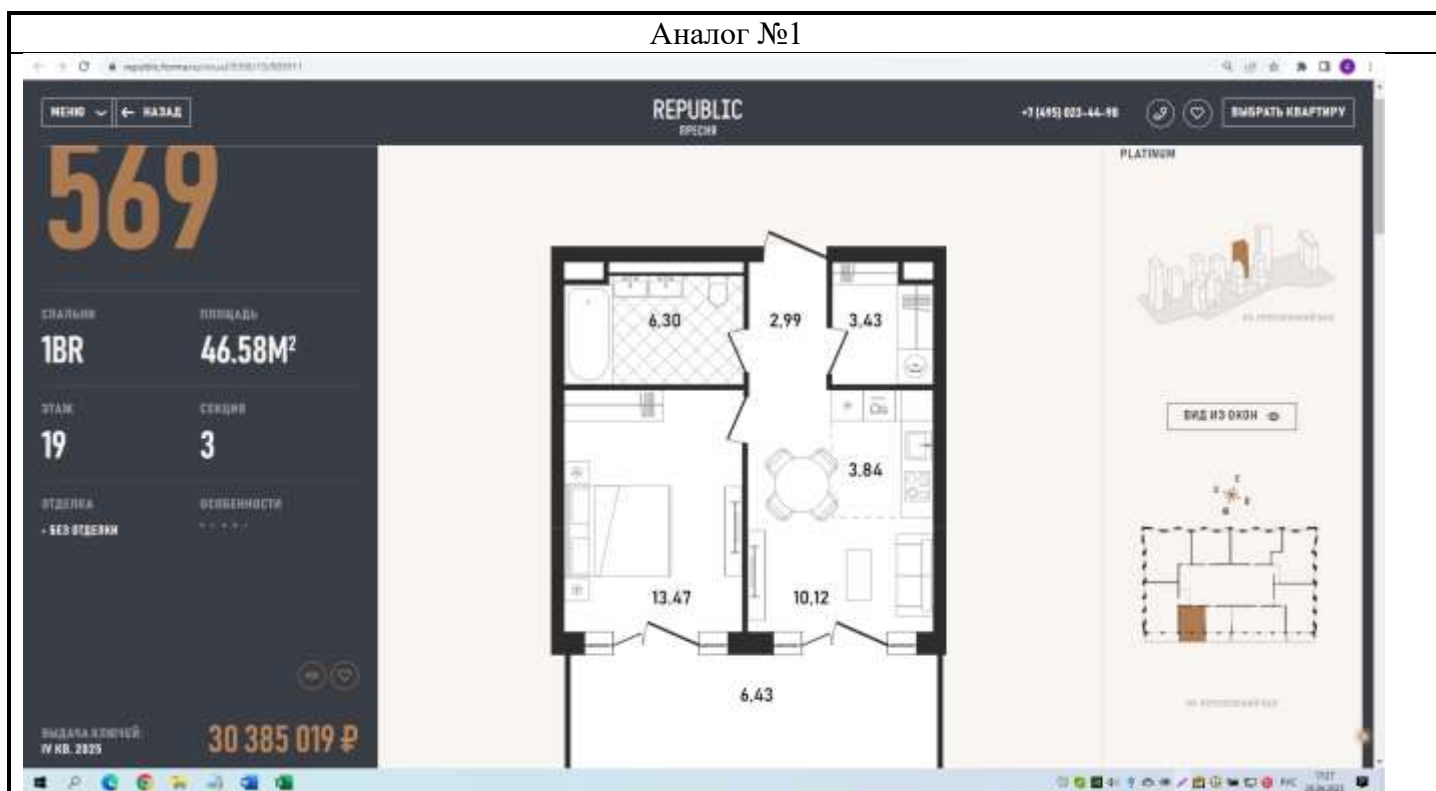 Аналог №1
МЕНЮ
← НАЗАД
REPUBLIC
ПРЕСНЯ
+7 (495) 023-44-90
ВЫБРАТЬ КВАРТИРУ
569
СПАЛЬНИ
ПЛОЩАДЬ
1BR
46.58М²
ЭТАЖ
СЕКЦИЯ
19
3
ОТДЕЛКА
ОСОБЕННОСТИ
- БЕЗ ОТДЕЛКИ
ВЫДАЧА КЛЮЧЕЙ:
IV КВ. 2025
30 385 019 ₽
6,30
2,99
3,43
3,84
13,47
10,12
6,43
PLATINUM
ВИД ИЗ ОКОН
РУС